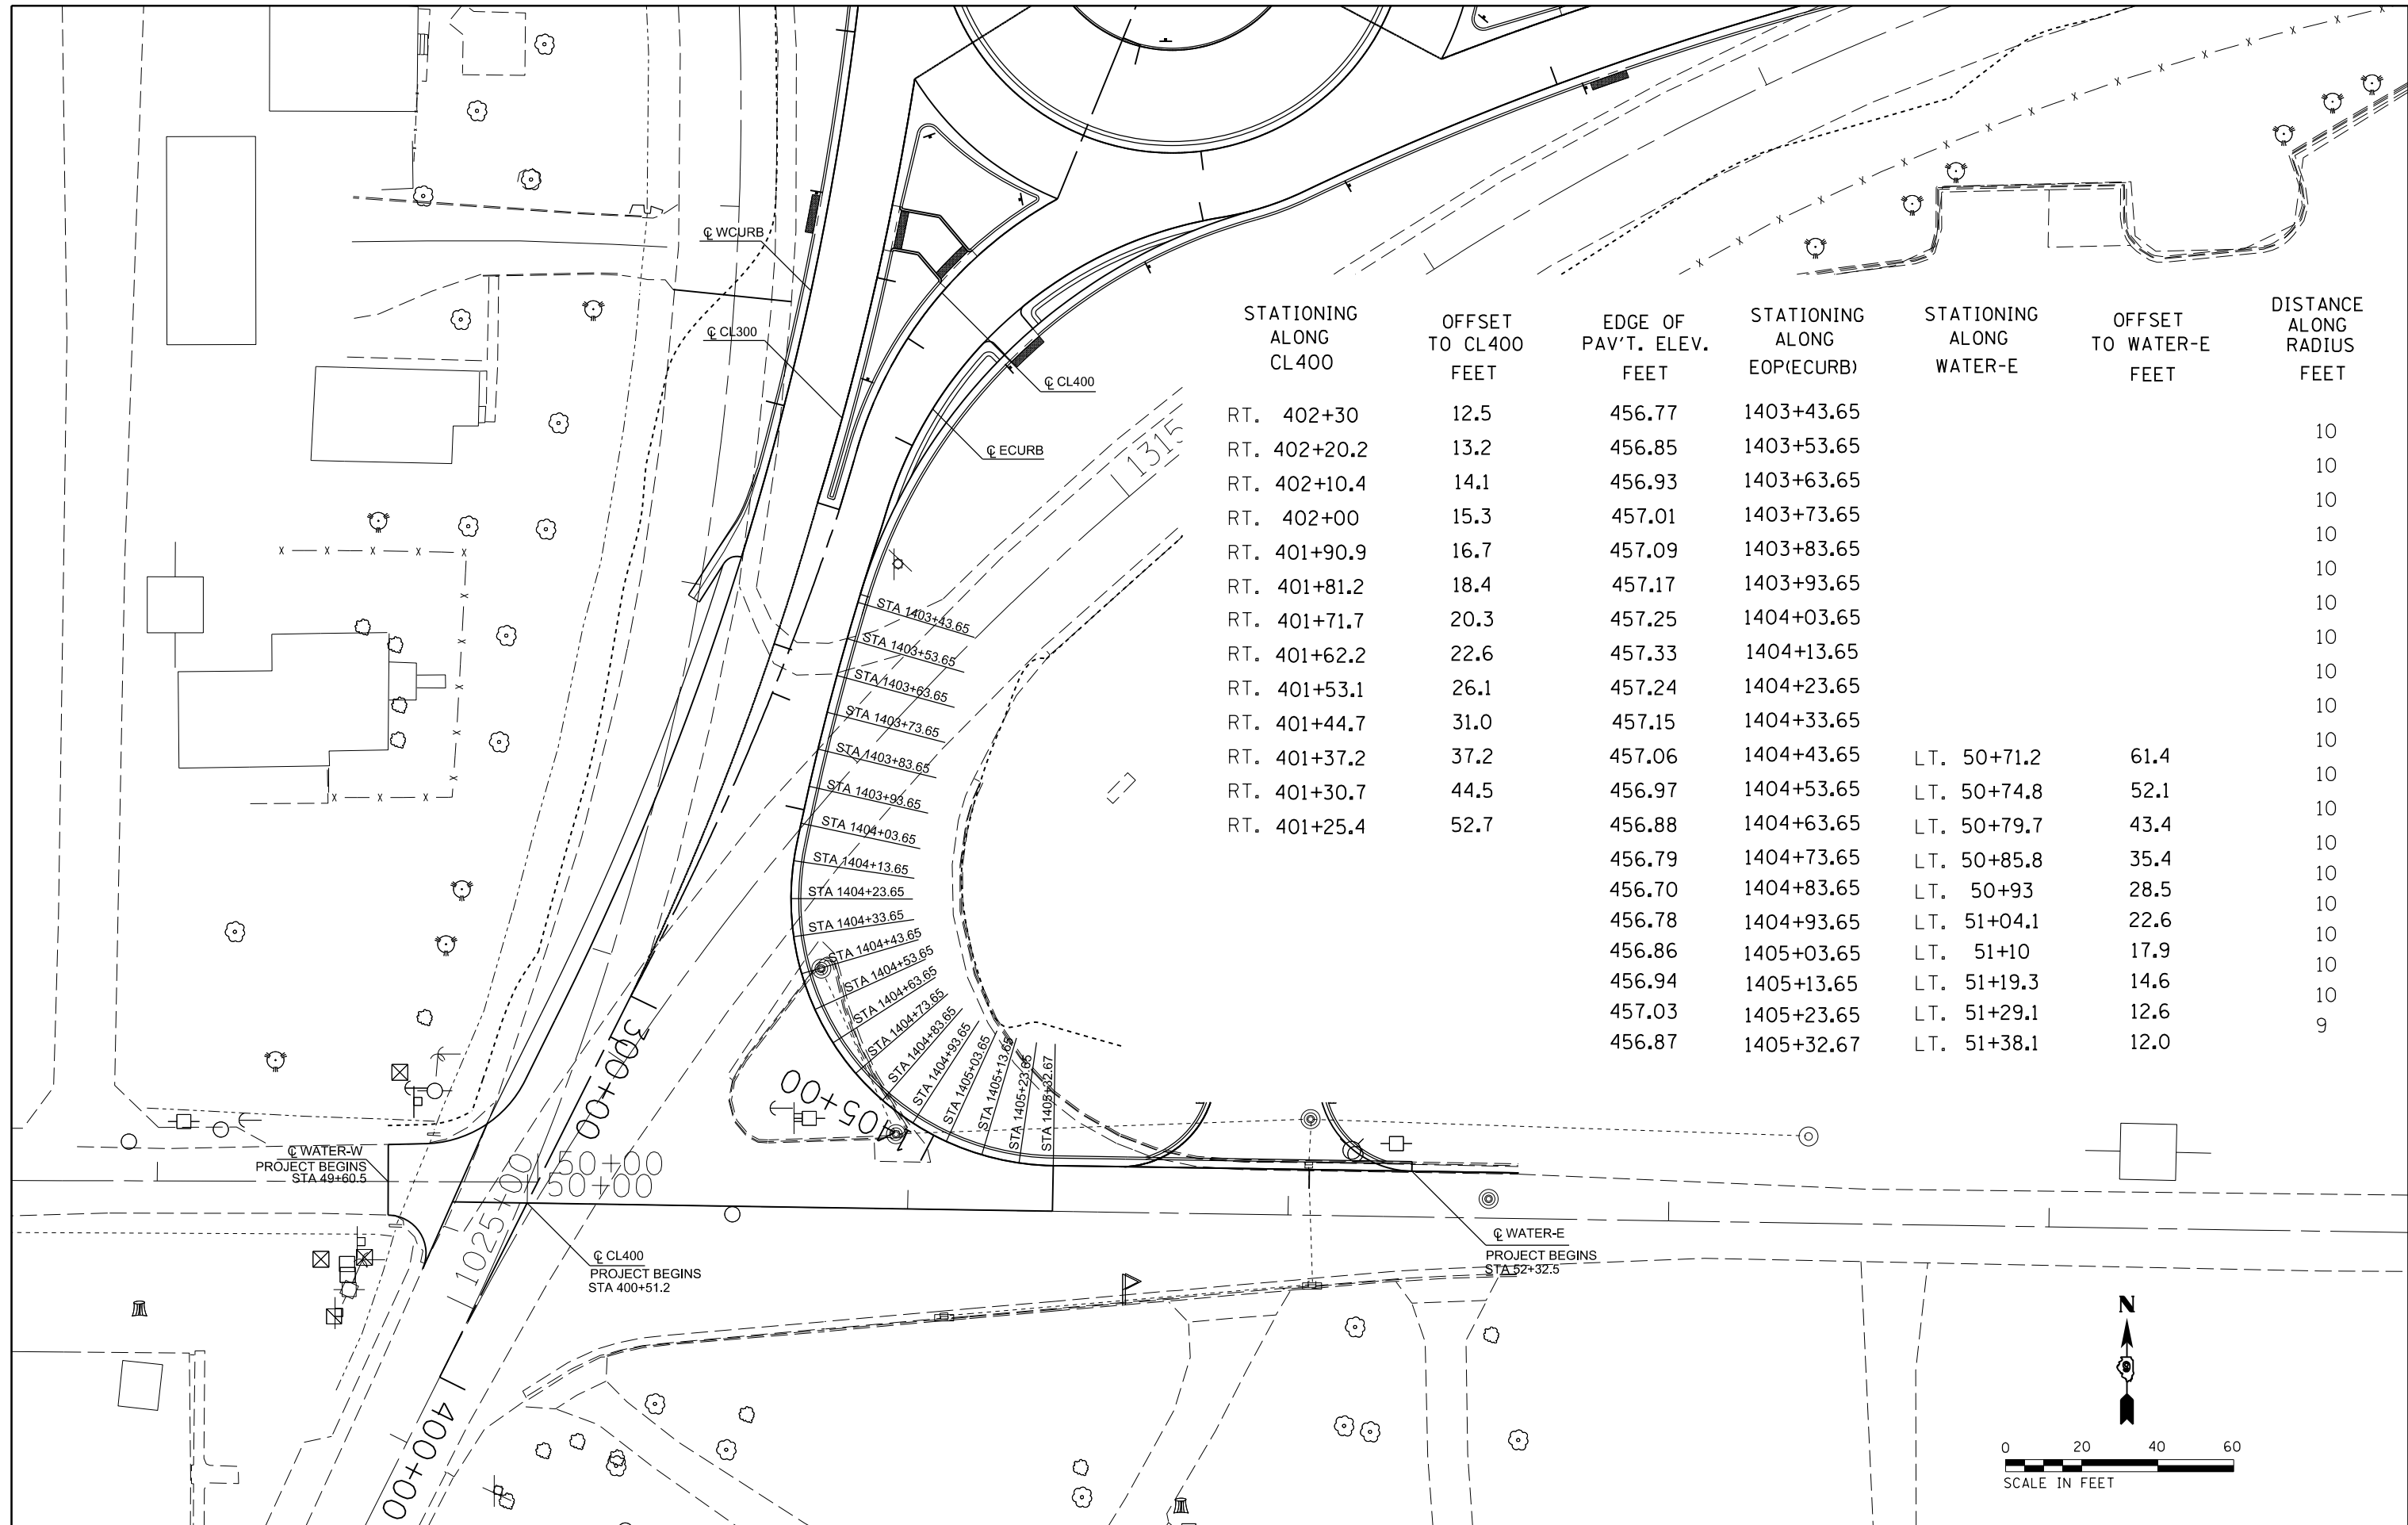 ℄ WCURB
℄ CL300
℄ CL400
℄ ECURB
1315
STATIONING ALONG CL400 | OFFSET TO CL400 FEET | EDGE OF PAV'T. ELEV. FEET | STATIONING ALONG EOP(ECURB) | STATIONING ALONG WATER-E | OFFSET TO WATER-E FEET | DISTANCE ALONG RADIUS FEET
RT. 402+30 12.5 456.77 1403+43.65
10
RT. 402+20.2 13.2 456.85 1403+53.65
10
RT. 402+10.4 14.1 456.93 1403+63.65
10
RT. 402+00 15.3 457.01 1403+73.65
10
RT. 401+90.9 16.7 457.09 1403+83.65
10
RT. 401+81.2 18.4 457.17 1403+93.65
10
RT. 401+71.7 20.3 457.25 1404+03.65
10
RT. 401+62.2 22.6 457.33 1404+13.65
10
RT. 401+53.1 26.1 457.24 1404+23.65
10
RT. 401+44.7 31.0 457.15 1404+33.65
10
RT. 401+37.2 37.2 457.06 1404+43.65 LT. 50+71.2 61.4
10
RT. 401+30.7 44.5 456.97 1404+53.65 LT. 50+74.8 52.1
10
RT. 401+25.4 52.7 456.88 1404+63.65 LT. 50+79.7 43.4
10
456.79 1404+73.65 LT. 50+85.8 35.4
10
456.70 1404+83.65 LT. 50+93 28.5
10
456.78 1404+93.65 LT. 51+04.1 22.6
10
456.86 1405+03.65 LT. 51+10 17.9
10
456.94 1405+13.65 LT. 51+19.3 14.6
10
457.03 1405+23.65 LT. 51+29.1 12.6
9
456.87 1405+32.67 LT. 51+38.1 12.0
STA 1403+43.65
STA 1403+53.65
STA 1403+63.65
STA 1403+73.65
STA 1403+83.65
STA 1403+93.65
STA 1404+03.65
STA 1404+13.65
STA 1404+23.65
STA 1404+33.65
STA 1404+43.65
STA 1404+53.65
STA 1404+63.65
STA 1404+73.65
STA 1404+83.65
STA 1404+93.65
STA 1405+03.65
STA 1405+13.65
STA 1405+23.65
STA 1405+32.67
300+00
1405+00
℄ WATER-W
PROJECT BEGINS
STA 49+60.5
50+00
50+00
1025+00
℄ CL400
PROJECT BEGINS
STA 400+51.2
℄ WATER-E
PROJECT BEGINS
STA 52+32.5
400+00
N
0 20 40 60
SCALE IN FEET